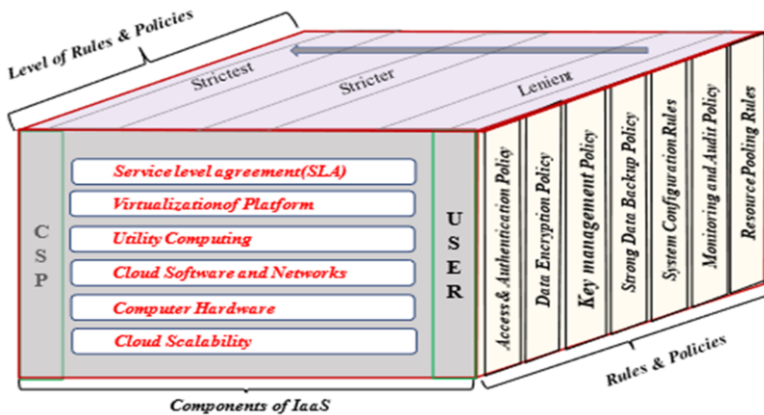 Level of Rules & Policies
Strictest
Stricter
Lenient
CSP
Service level agreement(SLA)
Virtualizationof Platform
Utility Computing
Cloud Software and Networks
Computer Hardware
Cloud Scalability
USER
Access & Authentication Policy
Data Encryption Policy
Key management Policy
Strong Data Backup Policy
System Configuration Rules
Monitoring and Audit Policy
Resource Pooling Rules
Components of IaaS
Rules & Policies